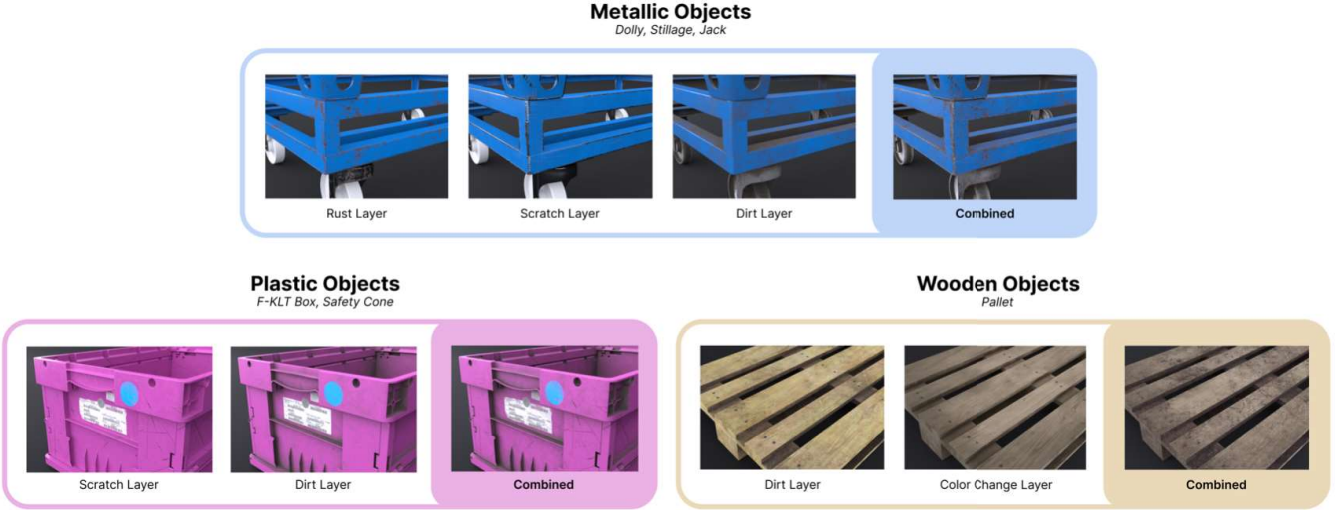 Metallic Objects
Dolly, Stillage, Jack
Rust Layer
Scratch Layer
Dirt Layer
Combined
Plastic Objects
F-KLT Box, Safety Cone
Scratch Layer
Dirt Layer
Combined
Wooden Objects
Pallet
Dirt Layer
Color Change Layer
Combined